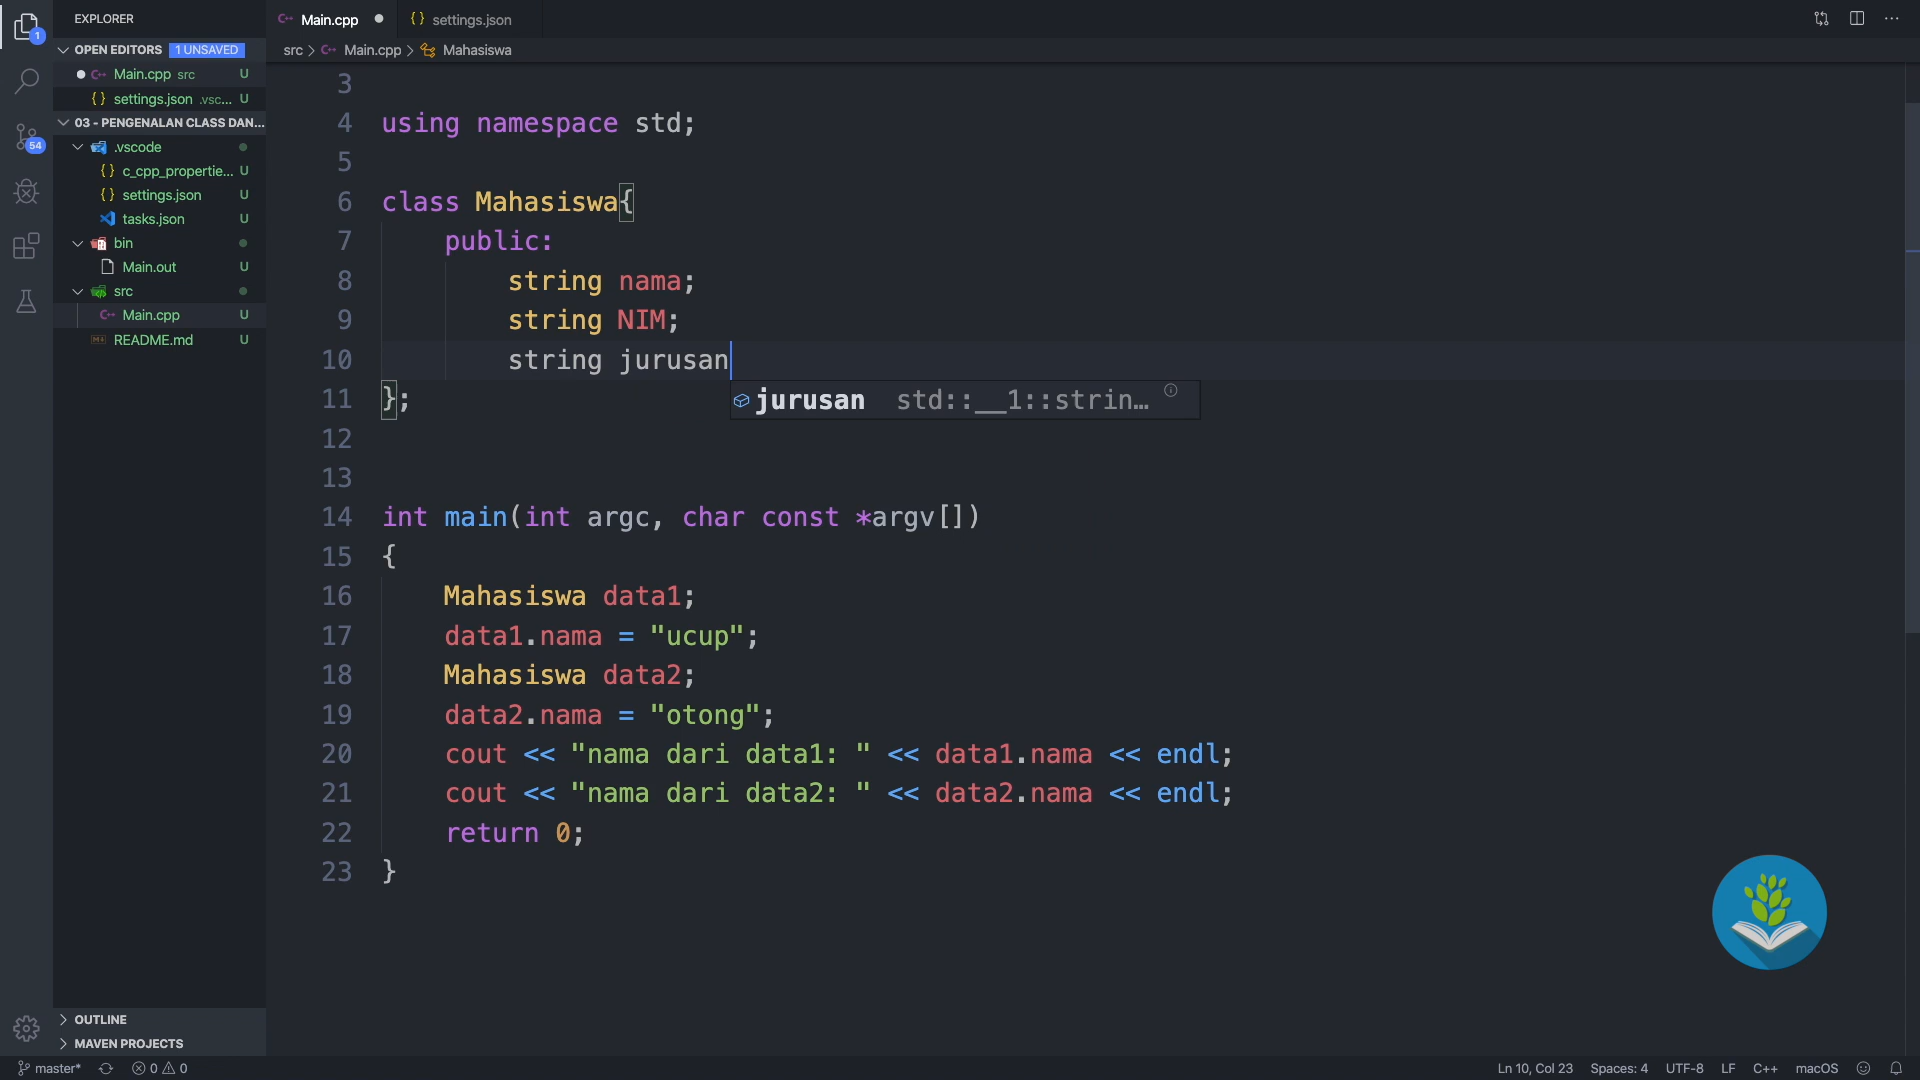 EXPLORER
Main.cpp
{} settings.json
OPEN EDITORS 1 UNSAVED
src > Main.cpp > Mahasiswa
1
Main.cpp src U
{} settings.json .vsc... U
03 - PENGENALAN CLASS DAN...
54
.vscode
{} c_cpp_propertie... U
{} settings.json U
tasks.json U
bin
Main.out U
src
Main.cpp U
README.md U
3
4 using namespace std;
5
6 class Mahasiswa{
7 public:
8 string nama;
9 string NIM;
10 string jurusan
11 };
jurusan std::__1::strin...
12
13
14 int main(int argc, char const *argv[])
15 {
16 Mahasiswa data1;
17 data1.nama = "ucup";
18 Mahasiswa data2;
19 data2.nama = "otong";
20 cout << "nama dari data1: " << data1.nama << endl;
21 cout << "nama dari data2: " << data2.nama << endl;
22 return 0;
23 }
OUTLINE
MAVEN PROJECTS
master* 0 0
Ln 10, Col 23 Spaces: 4 UTF-8 LF C++ macOS